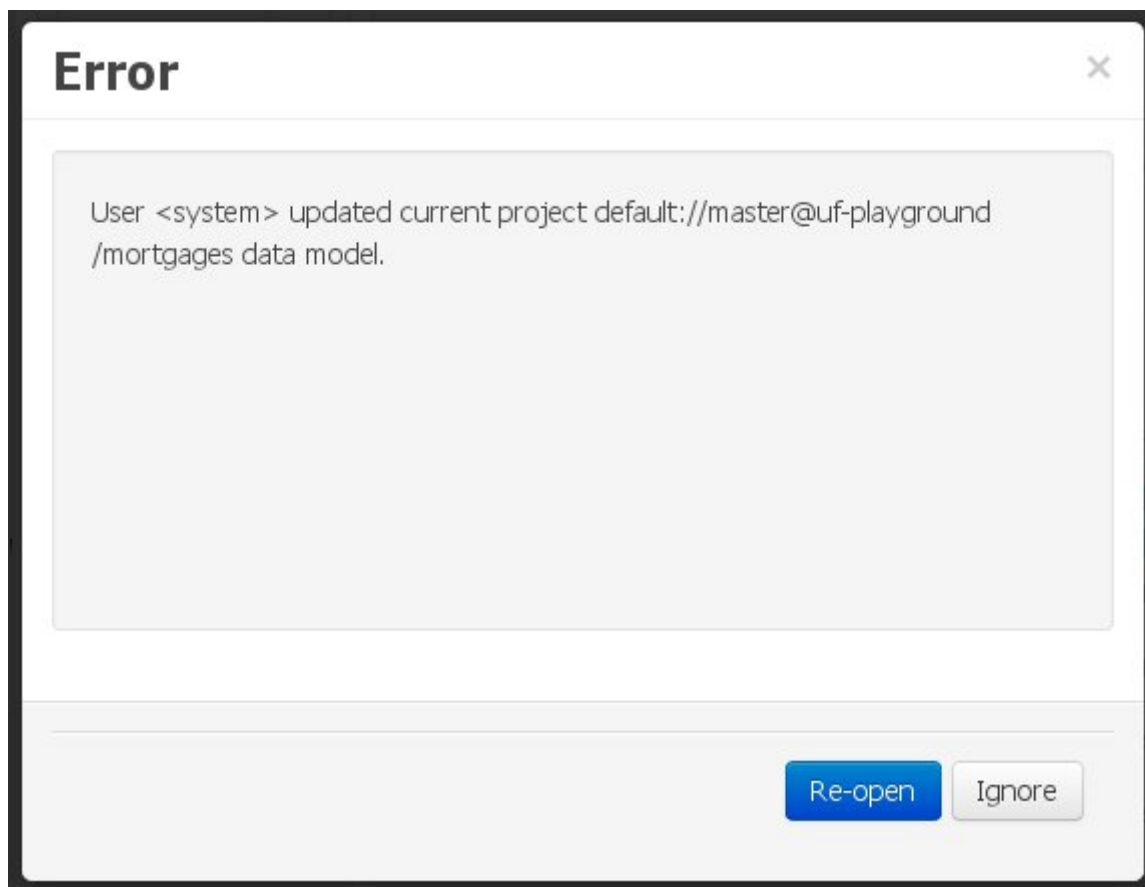 Error
×
User <system> updated current project default://master@uf-playground
/mortgages data model.
Re-open
Ignore